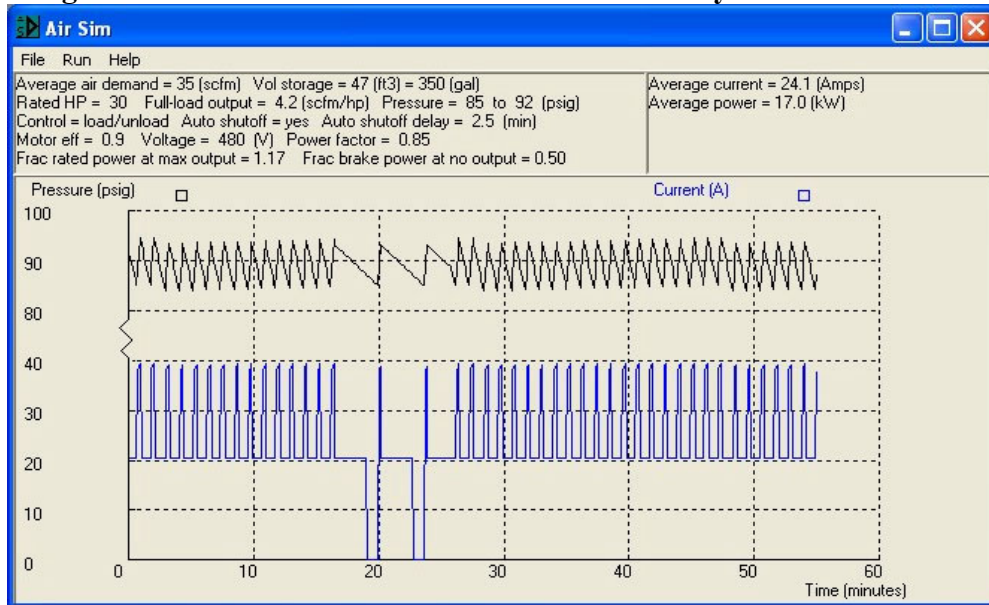 Air Sim
File Run Help
Average air demand = 35 (scfm) Vol storage = 47 (ft3) = 350 (gal)
Rated HP = 30 Full-load output = 4.2 (scfm/hp) Pressure = 85 to 92 (psig)
Control = load/unload Auto shutoff = yes Auto shutoff delay = 2.5 (min)
Motor eff = 0.9 Voltage = 480 (V) Power factor = 0.85
Frac rated power at max output = 1.17 Frac brake power at no output = 0.50
Average current = 24.1 (Amps)
Average power = 17.0 (kW)
Pressure (psig)
Current (A)
100
90
80
40
30
20
10
0
0 10 20 30 40 50 60
Time (minutes)